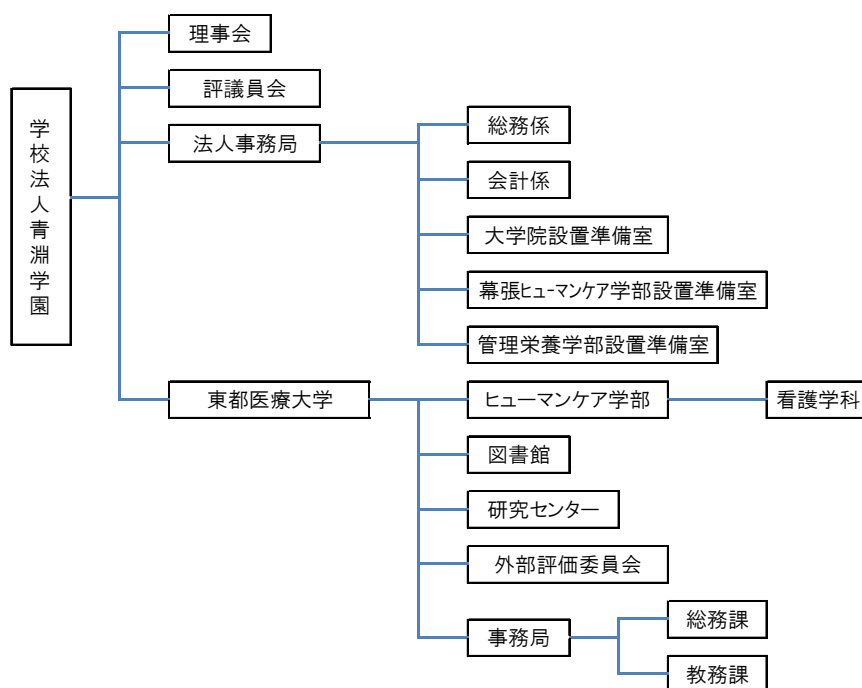 学校法人青淵学園
理事会
評議員会
法人事務局
総務係
会計係
大学院設置準備室
幕張ﾋｭｰﾏﾝｹｱ学部設置準備室
管理栄養学部設置準備室
東都医療大学
ヒューマンケア学部
看護学科
図書館
研究センター
外部評価委員会
事務局
総務課
教務課